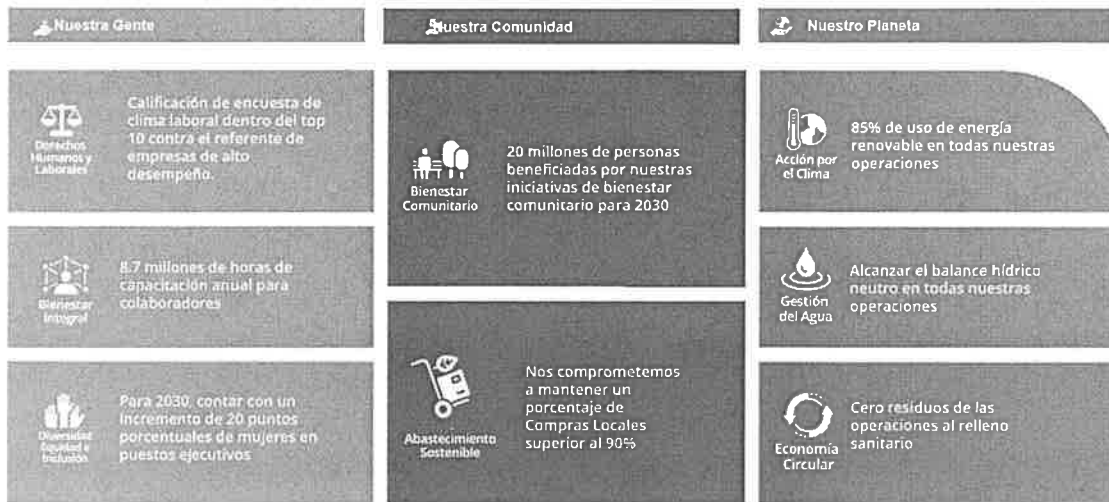 Nuestra Gente
Derechos
Humanos y
Laborales
Calificación de encuesta de
clima laboral dentro del top
10 contra el referente de
empresas de alto
desempeño.
Bienestar
Integral
8.7 millones de horas de
capacitación anual para
colaboradores
Diversidad
Equidad e
Inclusión
Para 2030, contar con un
incremento de 20 puntos
porcentuales de mujeres en
puestos ejecutivos
Nuestra Comunidad
Bienestar
Comunitario
20 millones de personas
beneficiadas por nuestras
iniciativas de bienestar
comunitario para 2030
Abastecimiento
Sostenible
Nos comprometemos
a mantener un
porcentaje de
Compras Locales
superior al 90%
Nuestro Planeta
Acción por
el Clima
85% de uso de energía
renovable en todas nuestras
operaciones
Gestión
del Agua
Alcanzar el balance hídrico
neutro en todas nuestras
operaciones
Economía
Circular
Cero residuos de las
operaciones al relleno
sanitario